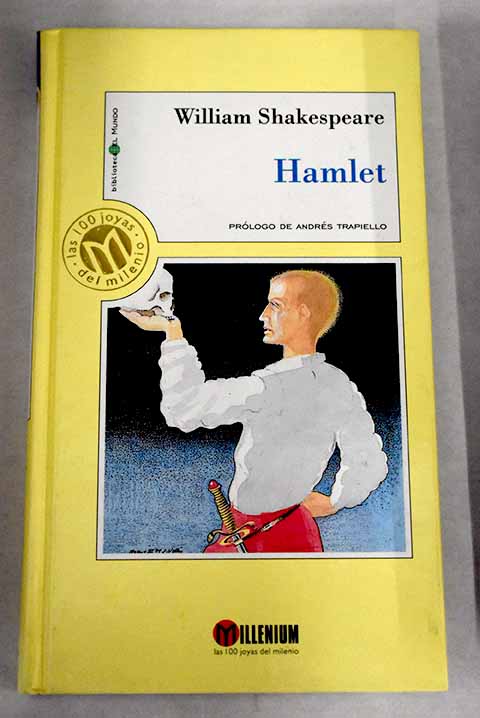 biblioteca EL MUNDO
William Shakespeare
Hamlet
PRÓLOGO DE ANDRÉS TRAPIELLO
· las 100 joyas ·
M
del milenio
MILLENIUM
las 100 joyas del milenio